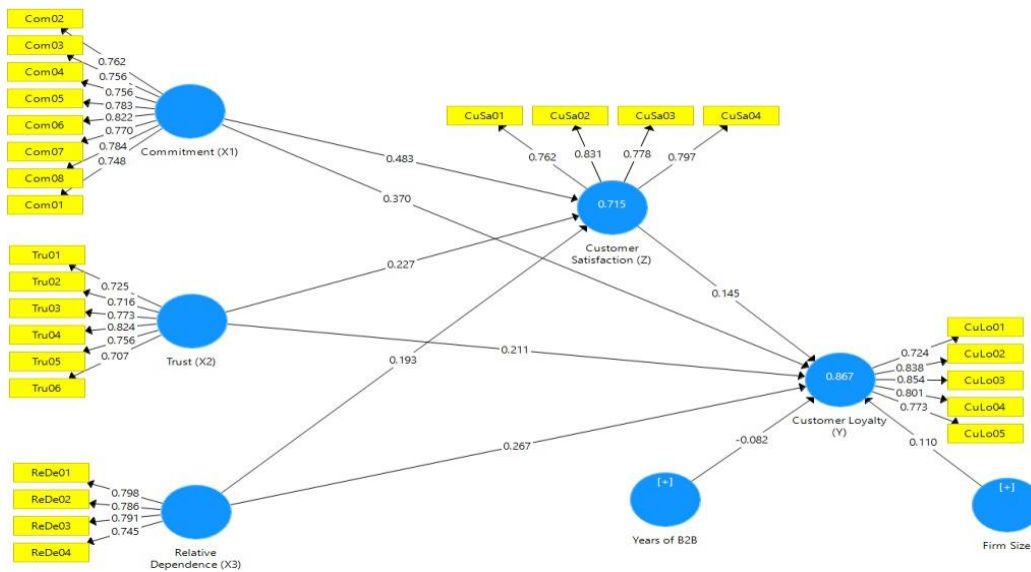 Com02
Com03
Com04
Com05
Com06
Com07
Com08
Com01
0.762
0.756
0.756
0.783
0.822
0.770
0.784
0.748
Commitment (X1)
0.483
0.370
CuSa01
CuSa02
CuSa03
CuSa04
0.762
0.831
0.778
0.797
0.715
Customer
Satisfaction (Z)
Tru01
Tru02
Tru03
Tru04
Tru05
Tru06
0.725
0.716
0.773
0.824
0.756
0.707
Trust (X2)
0.227
0.211
0.145
0.193
CuLo01
CuLo02
CuLo03
CuLo04
CuLo05
0.724
0.838
0.854
0.801
0.773
0.867
Customer Loyalty
(Y)
ReDe01
ReDe02
ReDe03
ReDe04
0.798
0.786
0.791
0.745
Relative
Dependence (X3)
0.267
-0.082
0.110
[+]
Years of B2B
[+]
Firm Size